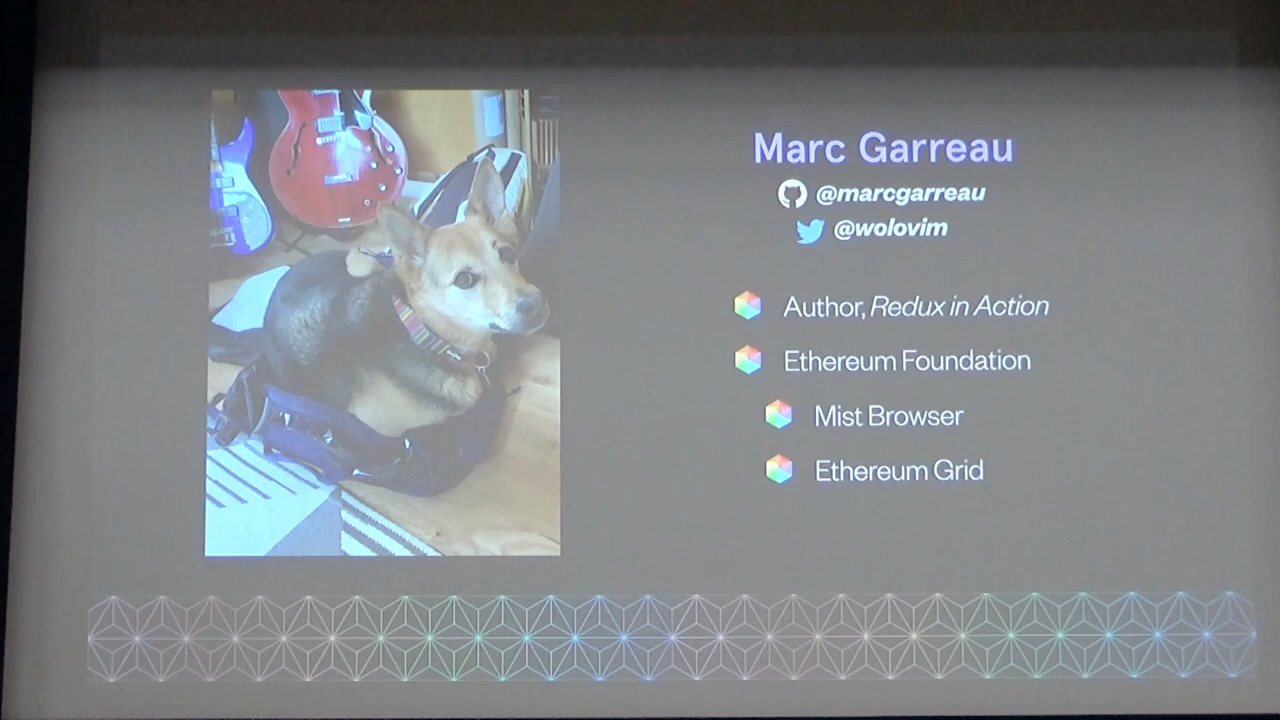 Marc Garreau
@marcgarreau
@wolovim
Author, Redux in Action
Ethereum Foundation
Mist Browser
Ethereum Grid